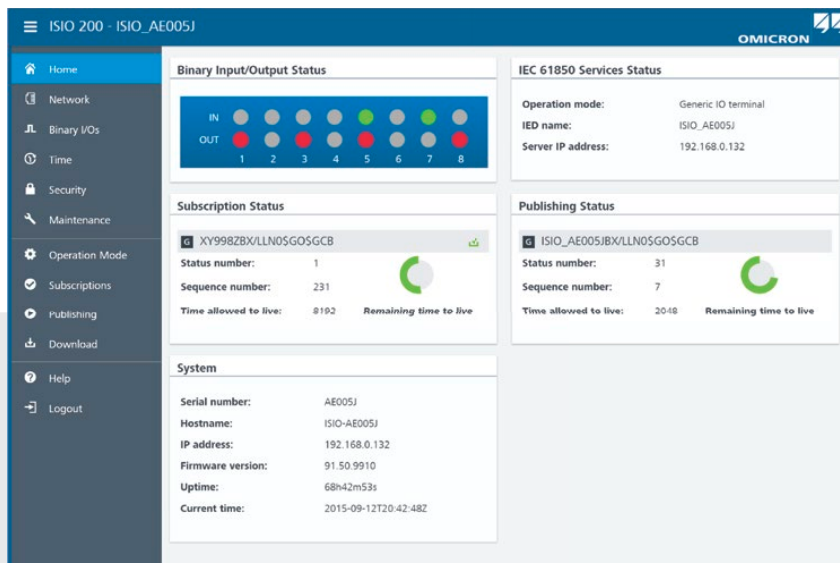 ISIO 200 - ISIO_AE005J
OMICRON
Home
Network
Binary I/Os
Time
Security
Maintenance
Operation Mode
Subscriptions
Publishing
Download
Help
Logout
Binary Input/Output Status
IN
OUT
1 2 3 4 5 6 7 8
IEC 61850 Services Status
Operation mode: Generic IO terminal
IED name: ISIO_AE005J
Server IP address: 192.168.0.132
Subscription Status
G XY998ZBX/LLN0$GO$GCB
Status number: 1
Sequence number: 231
Time allowed to live: 8192 Remaining time to live
Publishing Status
G ISIO_AE005JBX/LLN0$GO$GCB
Status number: 31
Sequence number: 7
Time allowed to live: 2048 Remaining time to live
System
Serial number: AE005J
Hostname: ISIO-AE005J
IP address: 192.168.0.132
Firmware version: 91.50.9910
Uptime: 68h42m53s
Current time: 2015-09-12T20:42:48Z